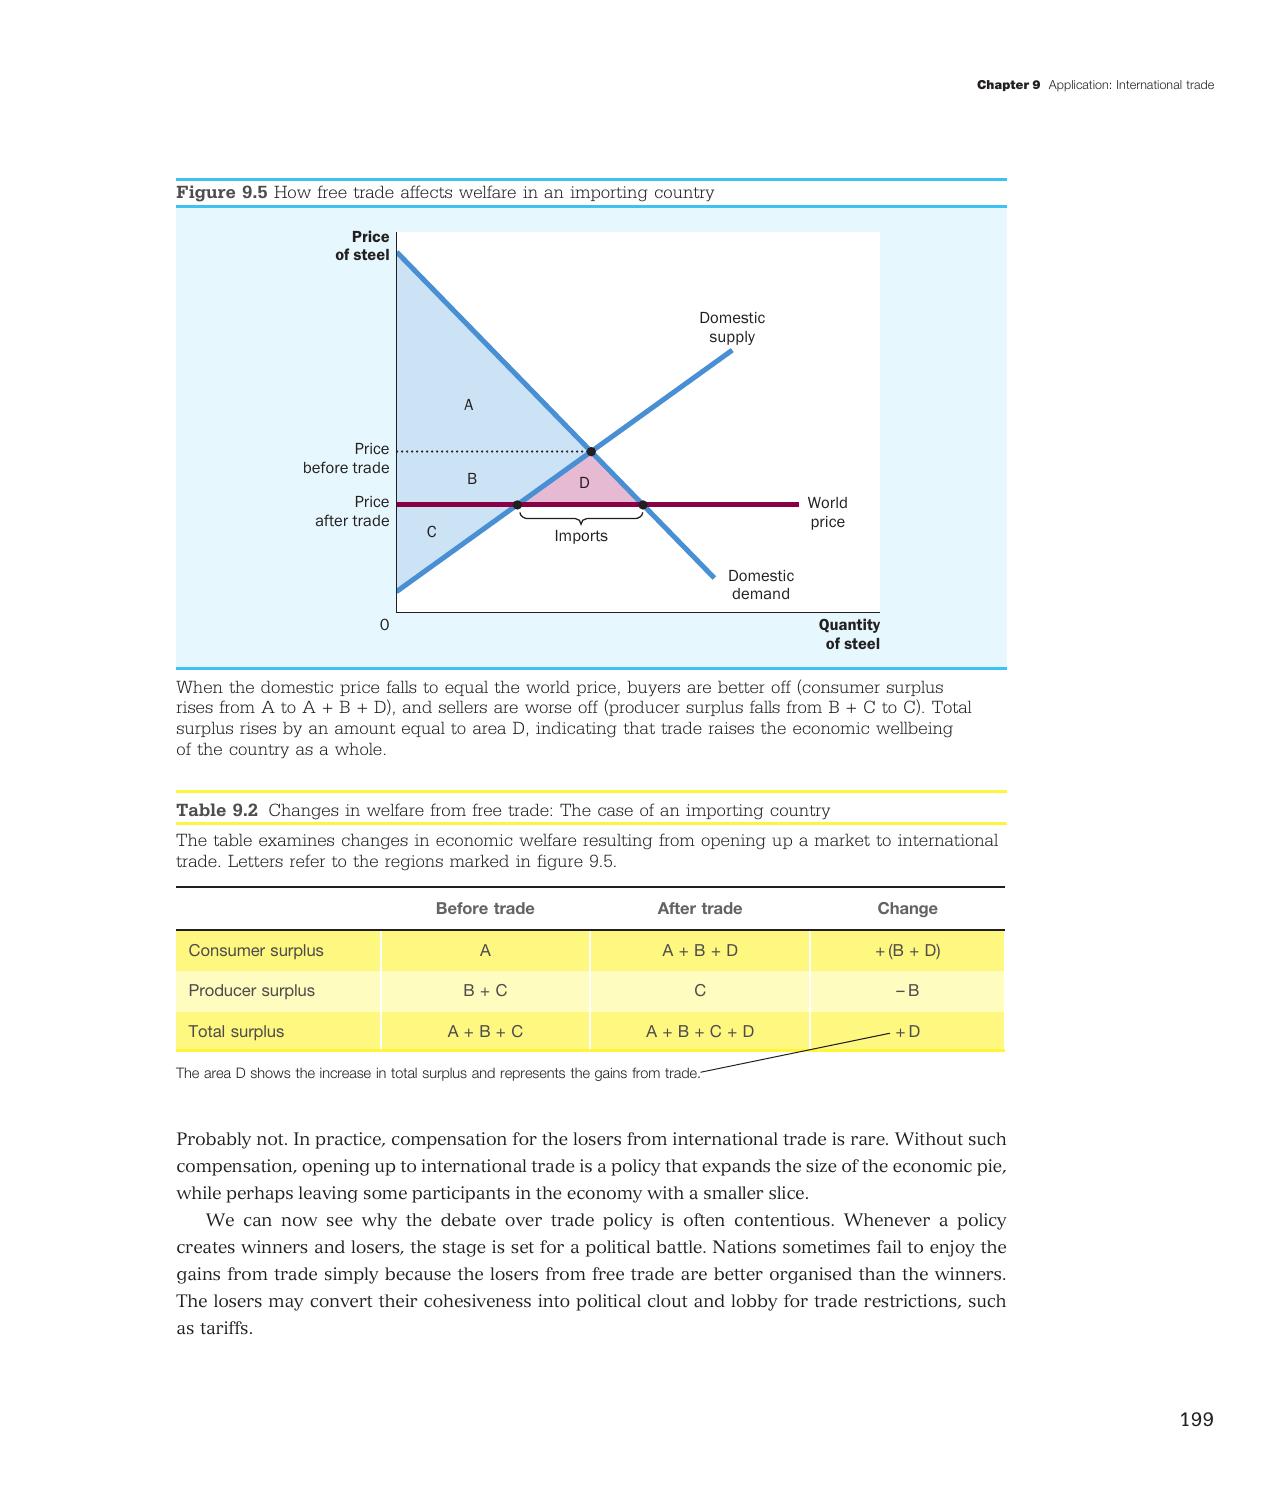 Chapter 9 Application: International trade
Figure 9.5 How free trade affects welfare in an importing country
Price
of steel
Domestic
supply
A
Price
before trade
B
D
Price
after trade
World
price
C
Imports
Domestic
demand
0
Quantity
of steel
When the domestic price falls to equal the world price, buyers are better off (consumer surplus
rises from A to A + B + D), and sellers are worse off (producer surplus falls from B + C to C). Total
surplus rises by an amount equal to area D, indicating that trade raises the economic wellbeing
of the country as a whole.
Table 9.2 Changes in welfare from free trade: The case of an importing country
The table examines changes in economic welfare resulting from opening up a market to international
trade. Letters refer to the regions marked in figure 9.5.
Before trade After trade Change
Consumer surplus A A + B + D + (B + D)
Producer surplus B + C C – B
Total surplus A + B + C A + B + C + D + D
The area D shows the increase in total surplus and represents the gains from trade.
Probably not. In practice, compensation for the losers from international trade is rare. Without such
compensation, opening up to international trade is a policy that expands the size of the economic pie,
while perhaps leaving some participants in the economy with a smaller slice.
We can now see why the debate over trade policy is often contentious. Whenever a policy
creates winners and losers, the stage is set for a political battle. Nations sometimes fail to enjoy the
gains from trade simply because the losers from free trade are better organised than the winners.
The losers may convert their cohesiveness into political clout and lobby for trade restrictions, such
as tariffs.
199